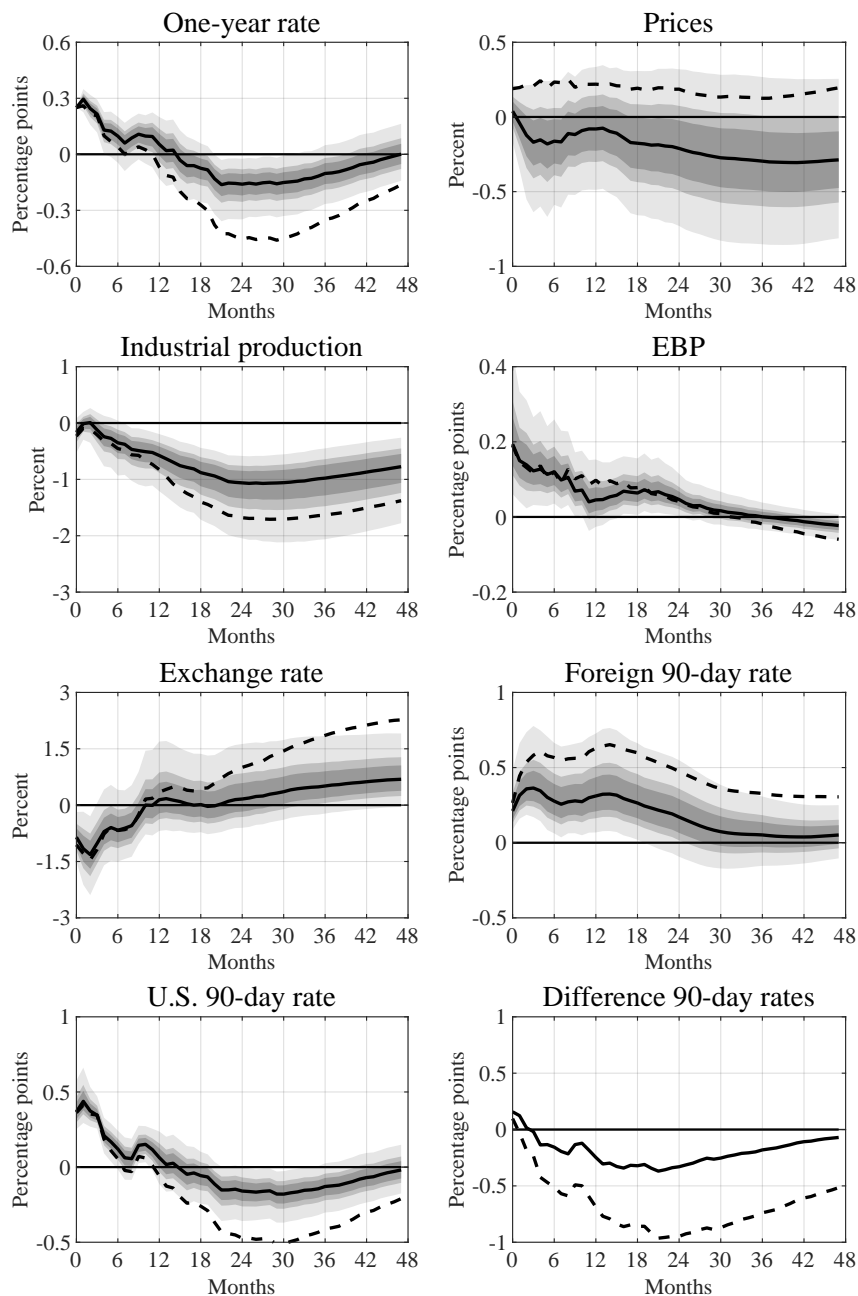 One-year rate
Percentage points
0.6
0.3
0
-0.3
-0.6
0 6 12 18 24 30 36 42 48
Months
Prices
Percent
0.5
0
-0.5
-1
0 6 12 18 24 30 36 42 48
Months
Industrial production
Percent
1
0
-1
-2
-3
0 6 12 18 24 30 36 42 48
Months
EBP
Percentage points
0.4
0.2
0
-0.2
0 6 12 18 24 30 36 42 48
Months
Exchange rate
Percent
3
1.5
0
-1.5
-3
0 6 12 18 24 30 36 42 48
Months
Foreign 90-day rate
Percentage points
1
0.5
0
-0.5
0 6 12 18 24 30 36 42 48
Months
U.S. 90-day rate
Percentage points
1
0.5
0
-0.5
0 6 12 18 24 30 36 42 48
Months
Difference 90-day rates
Percentage points
1
0.5
0
-0.5
-1
0 6 12 18 24 30 36 42 48
Months